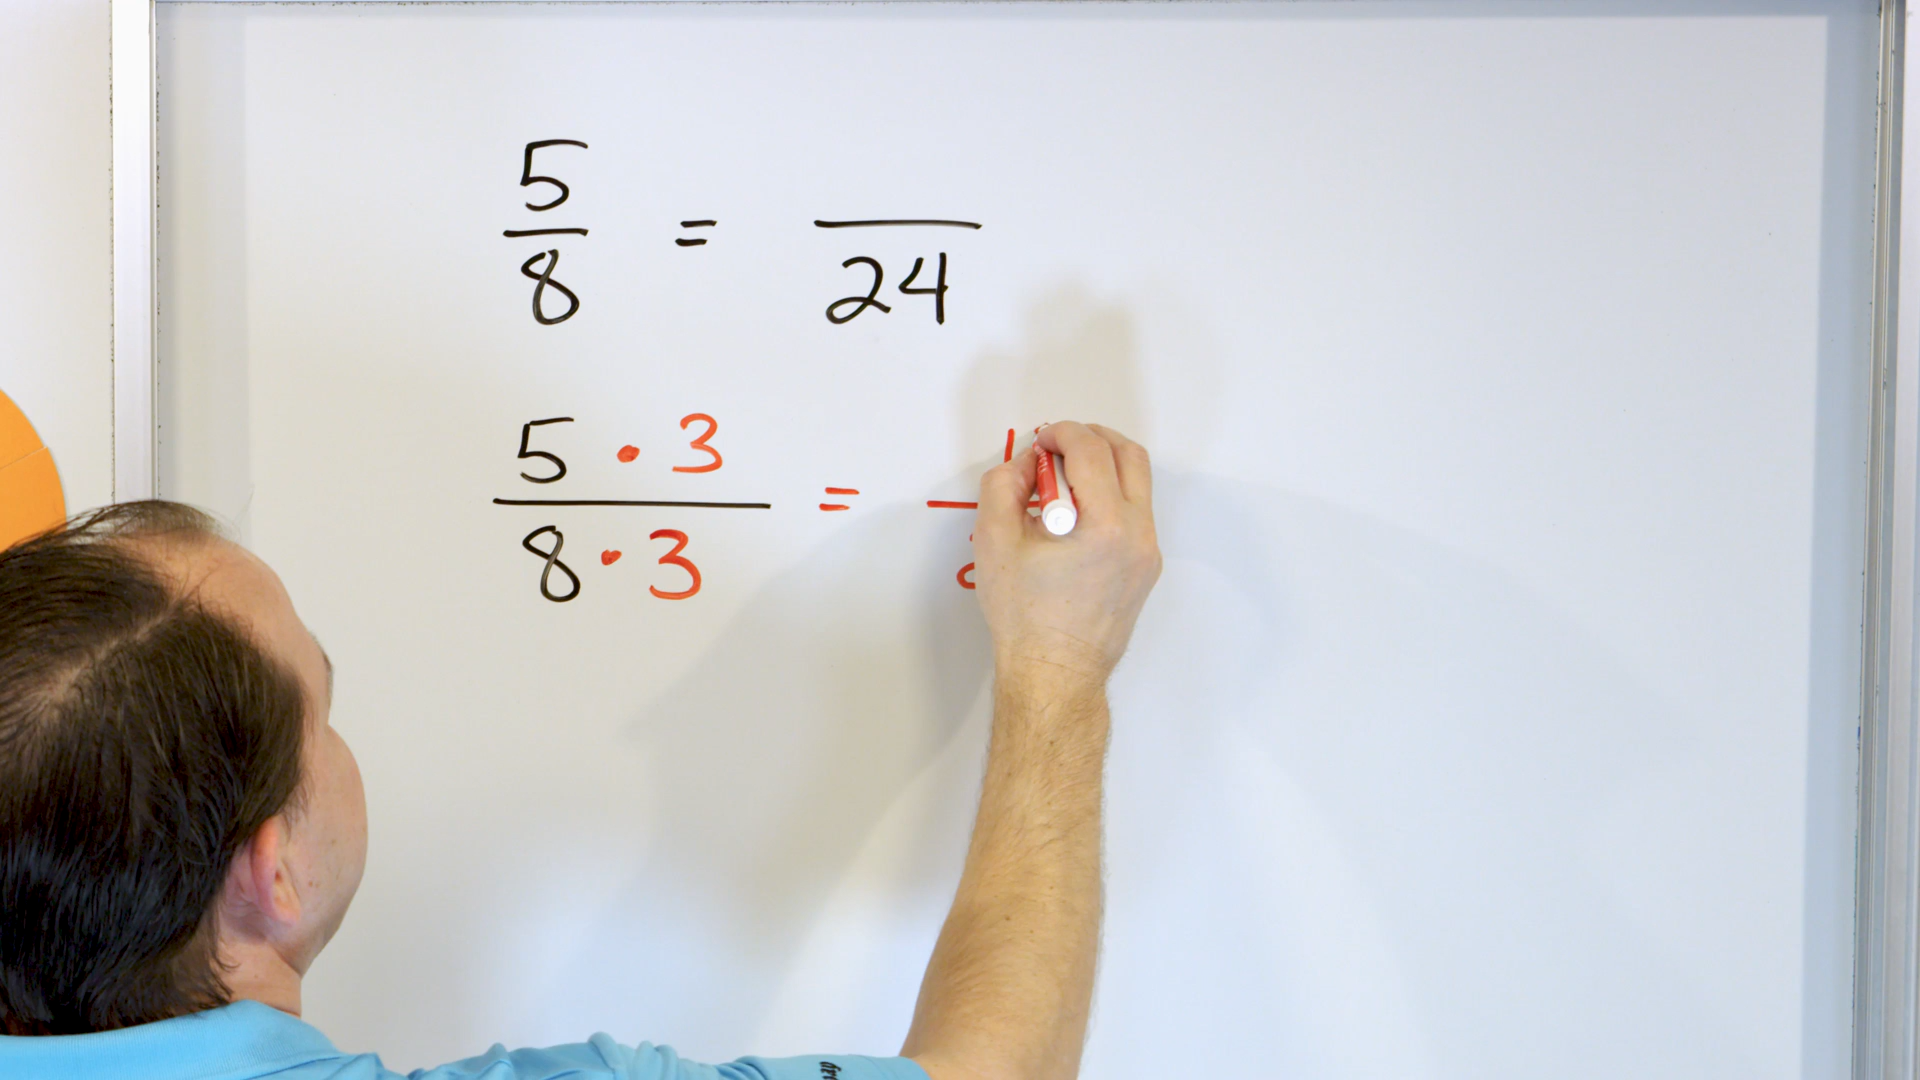 5/8 = /24
5 · 3 / 8 · 3 =